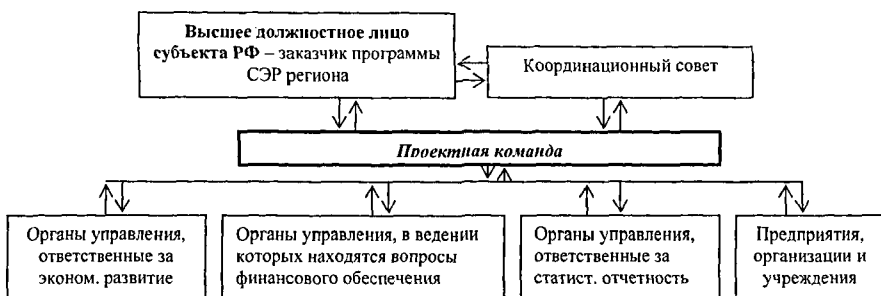 Высшее должностное лицо
субъекта РФ – заказчик программы
СЭР региона
Координационный совет
Проектная команда
Органы управления,
ответственные за
эконом. развитие
Органы управления, в ведении
которых находятся вопросы
финансового обеспечения
Органы управления,
ответственные за
статист. отчетность
Предприятия,
организации и
учреждения